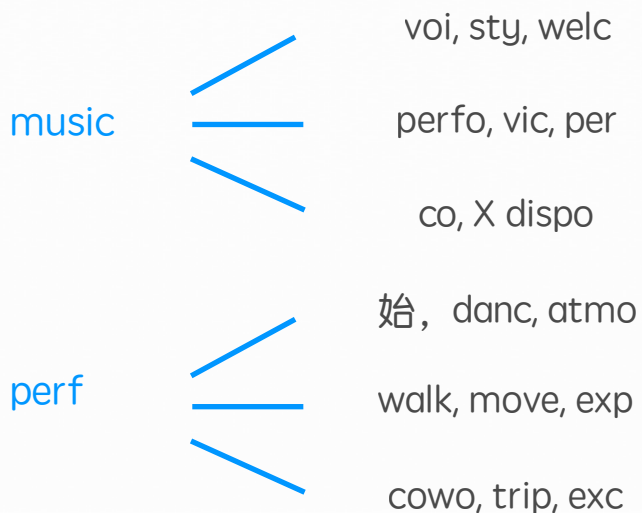 voi, sty, welc
music
perfo, vic, per
co, X dispo
始，danc, atmo
perf
walk, move, exp
cowo, trip, exc